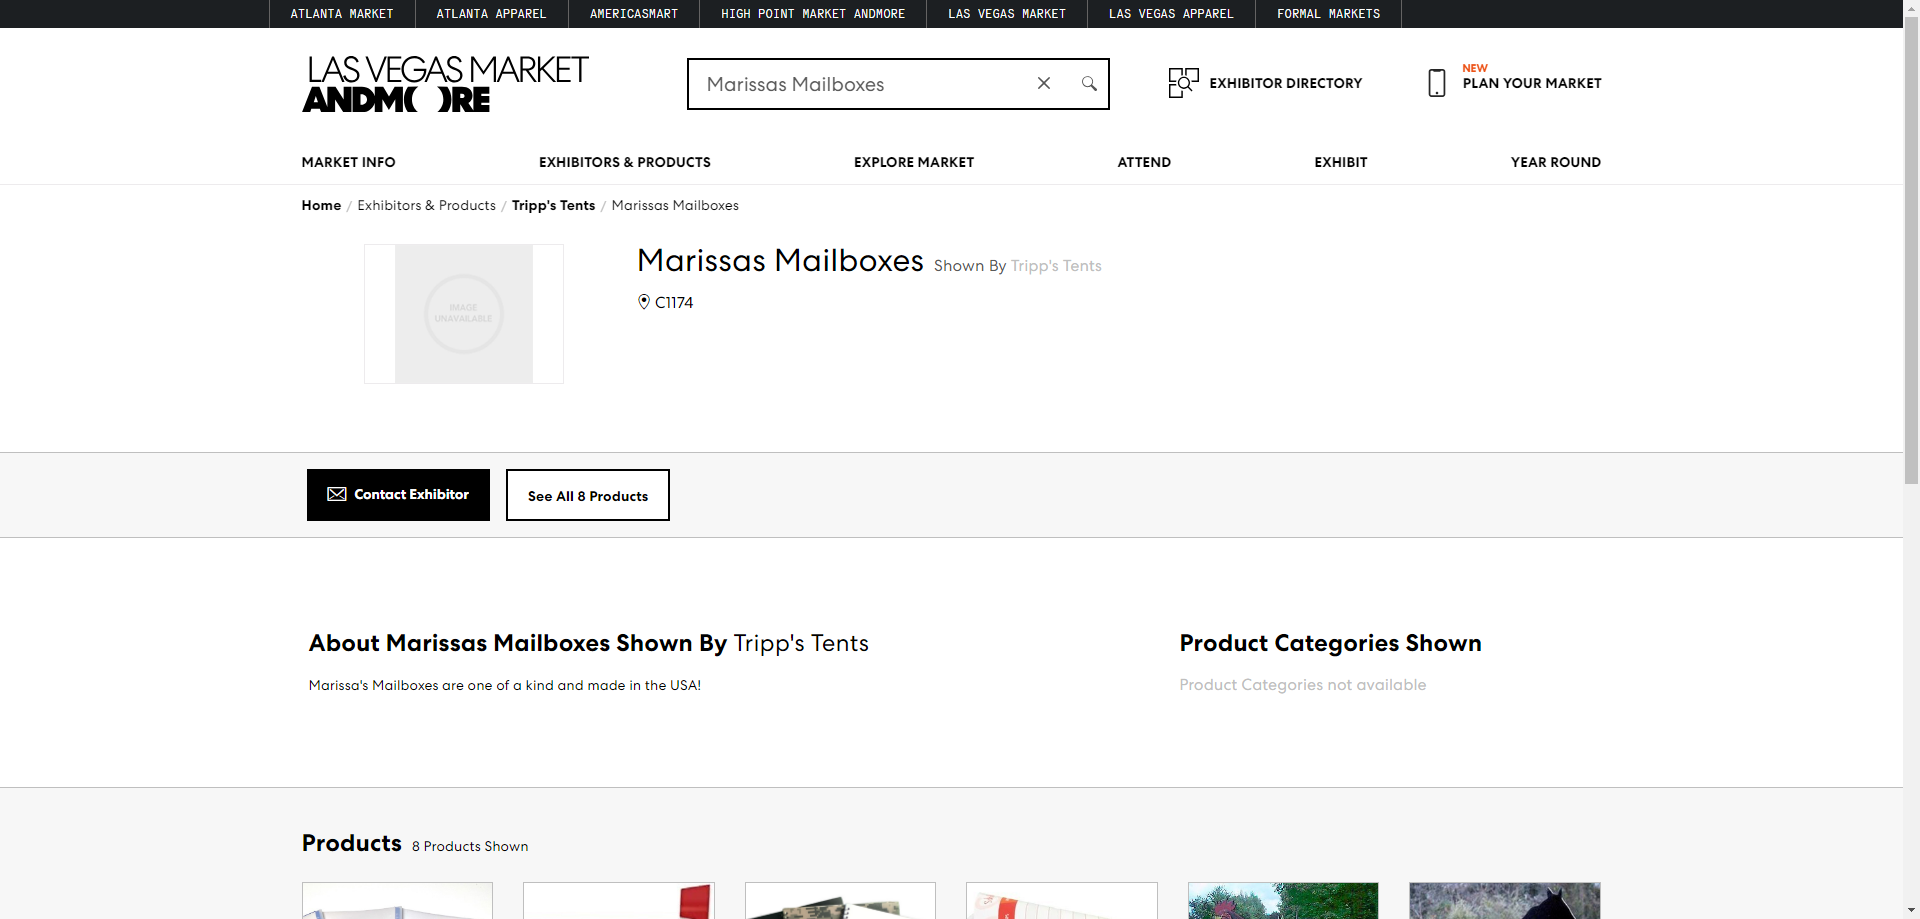 ATLANTA MARKET
ATLANTA APPAREL
AMERICASMART
HIGH POINT MARKET ANDMORE
LAS VEGAS MARKET
LAS VEGAS APPAREL
FORMAL MARKETS
LAS VEGAS MARKET
ANDMORE
Marissas Mailboxes
EXHIBITOR DIRECTORY
NEW
PLAN YOUR MARKET
MARKET INFO
EXHIBITORS & PRODUCTS
EXPLORE MARKET
ATTEND
EXHIBIT
YEAR ROUND
Home / Exhibitors & Products / Tripp's Tents / Marissas Mailboxes
IMAGE
UNAVAILABLE
Marissas Mailboxes Shown By Tripp's Tents
C1174
Contact Exhibitor
See All 8 Products
About Marissas Mailboxes Shown By Tripp's Tents
Marissa's Mailboxes are one of a kind and made in the USA!
Product Categories Shown
Product Categories not available
Products 8 Products Shown